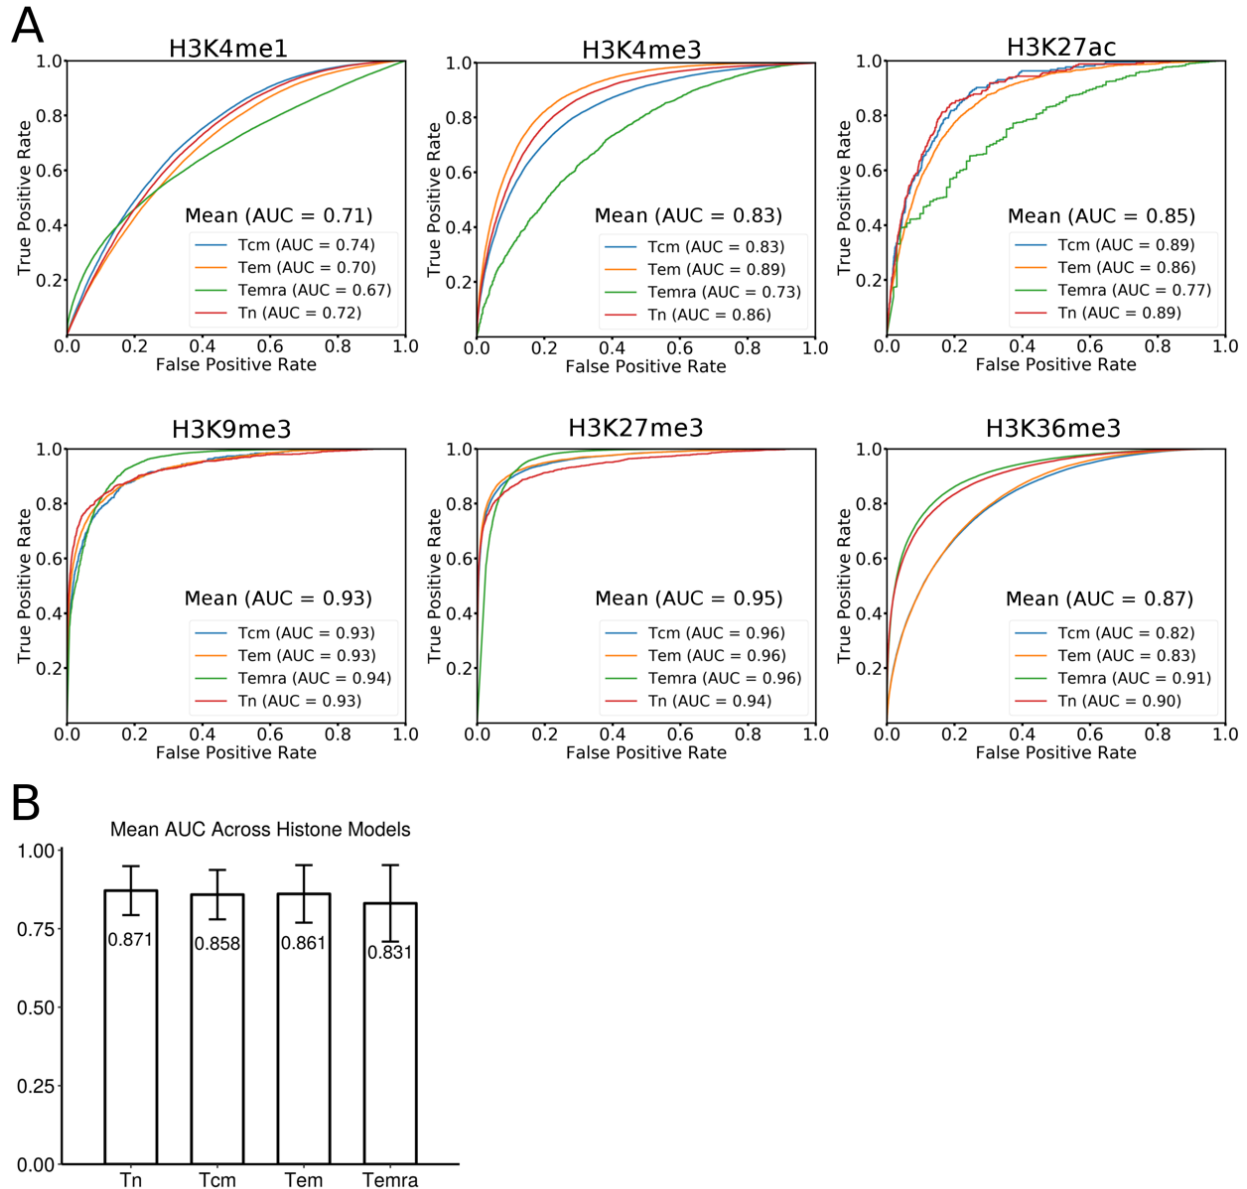 A
H3K4me1
1.0
0.8
0.6
0.4
0.2
True Positive Rate
Mean (AUC = 0.71)
Tcm (AUC = 0.74)
Tem (AUC = 0.70)
Temra (AUC = 0.67)
Tn (AUC = 0.72)
0.0 0.2 0.4 0.6 0.8 1.0
False Positive Rate
H3K4me3
1.0
0.8
0.6
0.4
0.2
True Positive Rate
Mean (AUC = 0.83)
Tcm (AUC = 0.83)
Tem (AUC = 0.89)
Temra (AUC = 0.73)
Tn (AUC = 0.86)
0.0 0.2 0.4 0.6 0.8 1.0
False Positive Rate
H3K27ac
1.0
0.8
0.6
0.4
0.2
True Positive Rate
Mean (AUC = 0.85)
Tcm (AUC = 0.89)
Tem (AUC = 0.86)
Temra (AUC = 0.77)
Tn (AUC = 0.89)
0.0 0.2 0.4 0.6 0.8 1.0
False Positive Rate
H3K9me3
1.0
0.8
0.6
0.4
0.2
True Positive Rate
Mean (AUC = 0.93)
Tcm (AUC = 0.93)
Tem (AUC = 0.93)
Temra (AUC = 0.94)
Tn (AUC = 0.93)
0.0 0.2 0.4 0.6 0.8 1.0
False Positive Rate
H3K27me3
1.0
0.8
0.6
0.4
0.2
True Positive Rate
Mean (AUC = 0.95)
Tcm (AUC = 0.96)
Tem (AUC = 0.96)
Temra (AUC = 0.96)
Tn (AUC = 0.94)
0.0 0.2 0.4 0.6 0.8 1.0
False Positive Rate
H3K36me3
1.0
0.8
0.6
0.4
0.2
True Positive Rate
Mean (AUC = 0.87)
Tcm (AUC = 0.82)
Tem (AUC = 0.83)
Temra (AUC = 0.91)
Tn (AUC = 0.90)
0.0 0.2 0.4 0.6 0.8 1.0
False Positive Rate
B
Mean AUC Across Histone Models
1.00
0.75
0.50
0.25
0.00
0.871 0.858 0.861 0.831
Tn Tcm Tem Temra